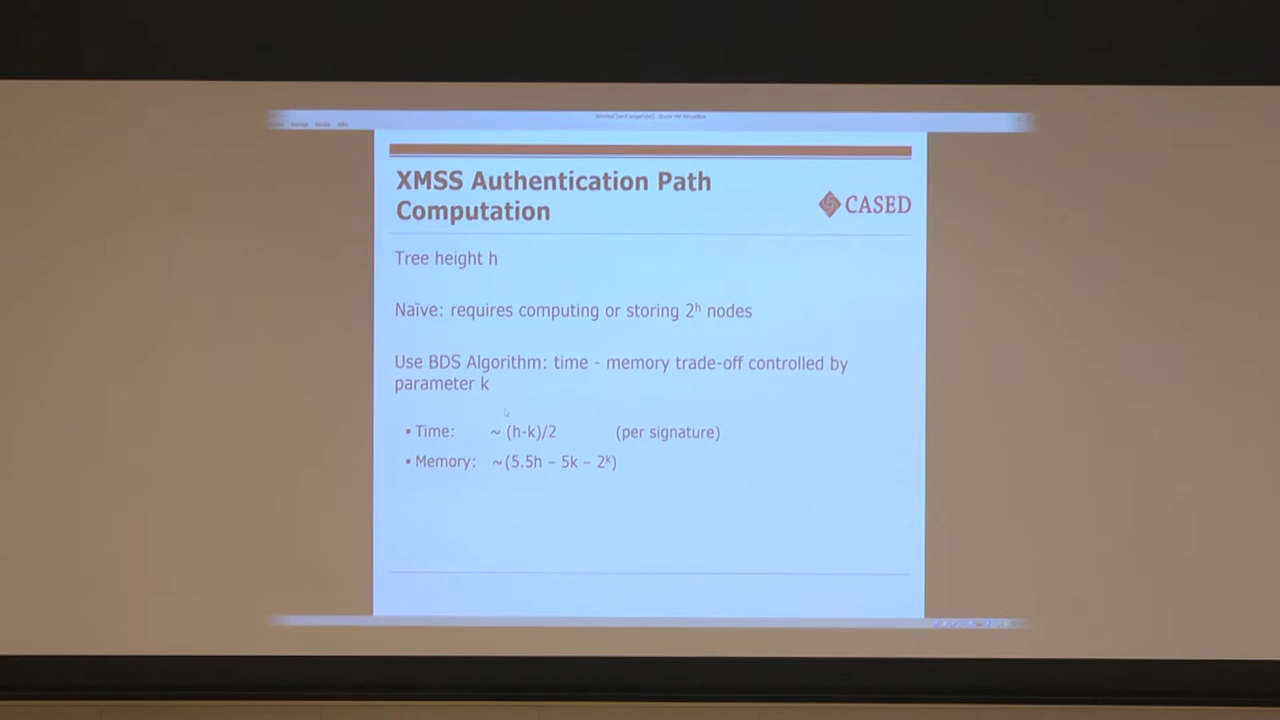 XMSS Authentication Path
Computation
CASED
Tree height h
Naïve: requires computing or storing 2ʰ nodes
Use BDS Algorithm: time - memory trade-off controlled by
parameter k
• Time: ~ (h-k)/2 (per signature)
• Memory: ~(5.5h – 5k – 2ᵏ)